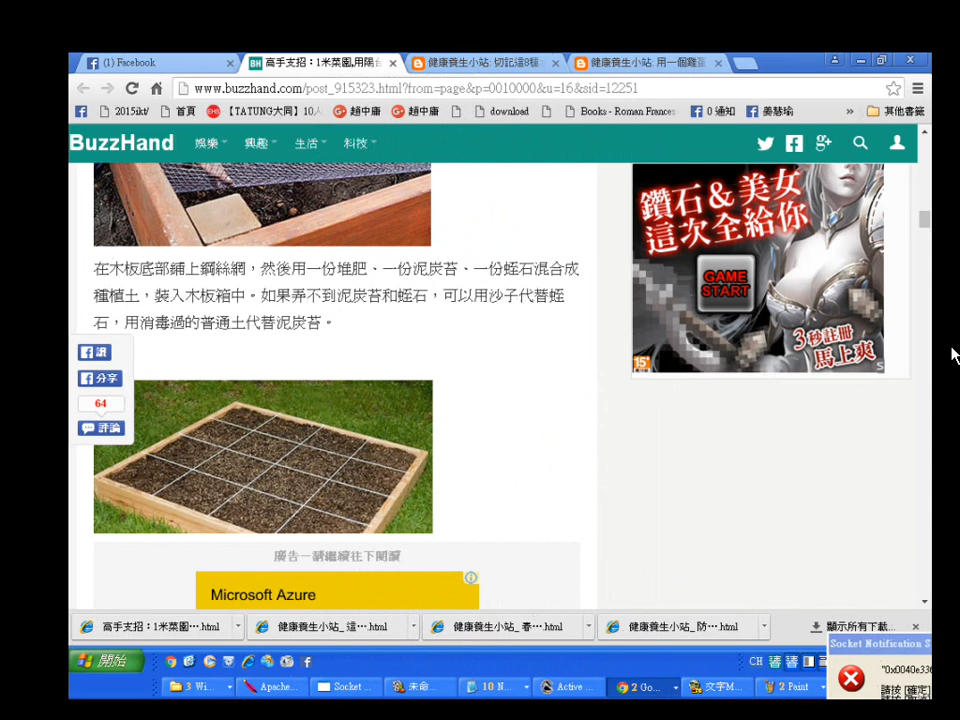 (1) Facebook
高手支招：1米菜園,用陽台
健康養生小站: 切記這8種
健康養生小站: 用一個雞蛋
www.buzzhand.com/post_915323.html?from=page&p=0010000&u=16&sid=12251
2015ikt/ 首頁 【TATUNG大同】10 趙中庸 趙中庸 download Books - Roman Frances 0 通知 姜慧瑜 » 其他書籤
BuzzHand 娛樂 興趣 生活 科技
鑽石＆美女
這次全給你
GAME
START
3秒註冊
馬上爽
15+
在木板底部鋪上鋼絲網，然後用一份堆肥、一份泥炭苔、一份蛭石混合成
種植土，裝入木板箱中。如果弄不到泥炭苔和蛭石，可以用沙子代替蛭
石，用消毒過的普通土代替泥炭苔。
讚
分享
64
評論
廣告－請繼續往下閱讀
Microsoft Azure
高手支招：1米菜園….html
健康養生小站_這….html
健康養生小站_春….html
健康養生小站_防….html
顯示所有下載...
Socket Notification S
開始
CH
"0x0040e336
請按 [確定]
3 Wi...
Apache...
Socket ...
未命...
10 N...
Active ...
2 Go...
文字M...
2 Paint